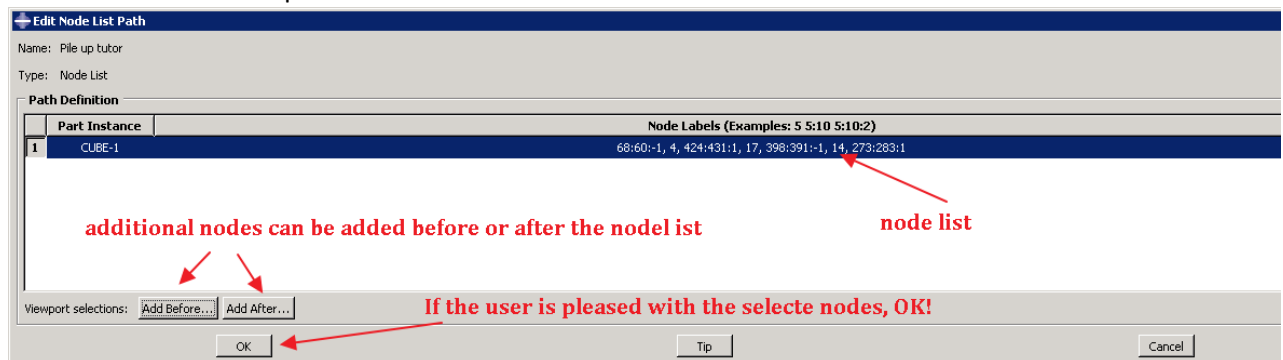 Edit Node List Path
Name: Pile up tutor
Type: Node List
Path Definition
Part Instance Node Labels (Examples: 5 5:10 5:10:2)
1 CUBE-1 68:60:-1, 4, 424:431:1, 17, 398:391:-1, 14, 273:283:1
additional nodes can be added before or after the nodel ist
node list
Viewport selections: Add Before... Add After...
If the user is pleased with the selecte nodes, OK!
OK Tip Cancel